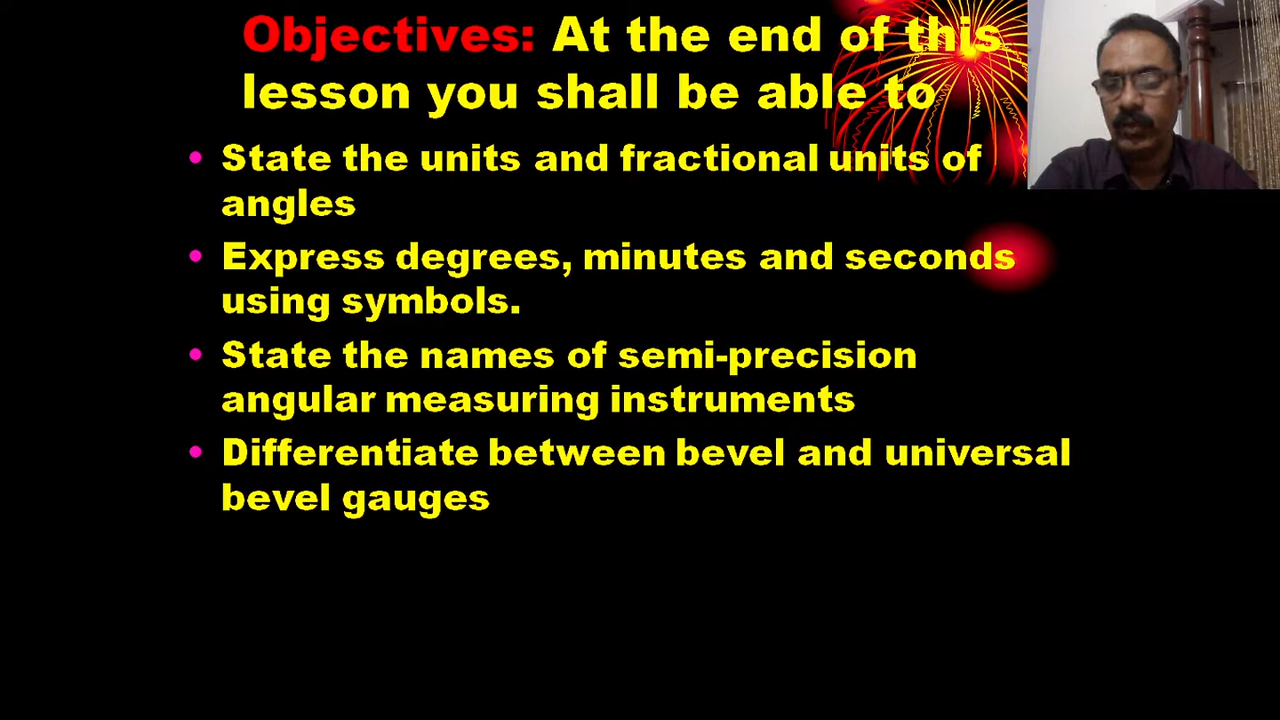 Objectives: At the end of this
lesson you shall be able to
• State the units and fractional units of
angles
• Express degrees, minutes and seconds
using symbols.
• State the names of semi-precision
angular measuring instruments
• Differentiate between bevel and universal
bevel gauges